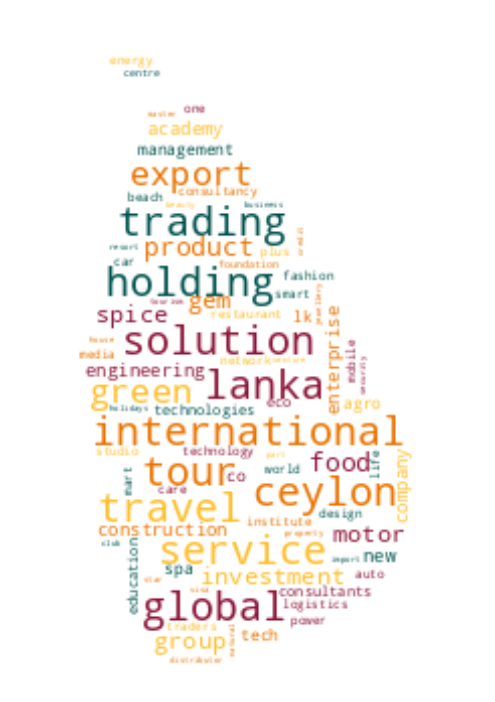 energy
centre
master one
academy
management
export
consultancy
beach beauty business
trading
resort product plus credit
car foundation
holding fashion
smart
tourism gem jewellery
spice restaurant lk
solution enterprise
house
media network venture mobile security
engineering lanka
green eco agro
holidays technologies
international
studio technology part
tour world food life
mart care co ceylon company
travel design
construction institute
club property motor
service import new
education spa investment auto
star visa consultants
global logistics
traders power
group natural tech
distributor